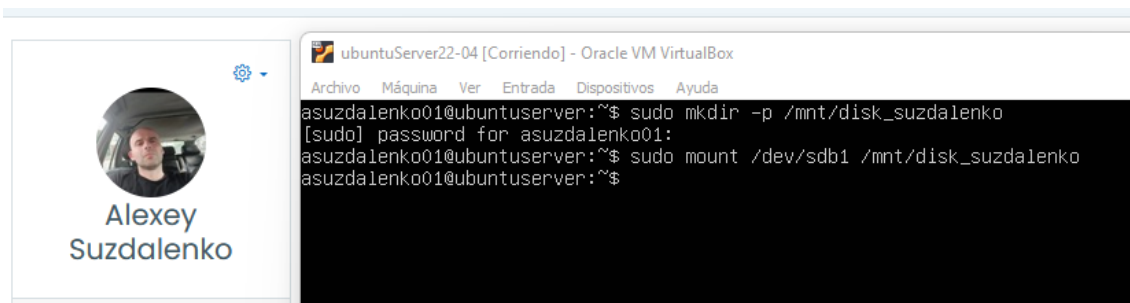 Alexey
Suzdalenko
ubuntuServer22-04 [Corriendo] - Oracle VM VirtualBox
Archivo Máquina Ver Entrada Dispositivos Ayuda
asuzdalenko01@ubuntuserver:~$ sudo mkdir -p /mnt/disk_suzdalenko
[sudo] password for asuzdalenko01:
asuzdalenko01@ubuntuserver:~$ sudo mount /dev/sdb1 /mnt/disk_suzdalenko
asuzdalenko01@ubuntuserver:~$